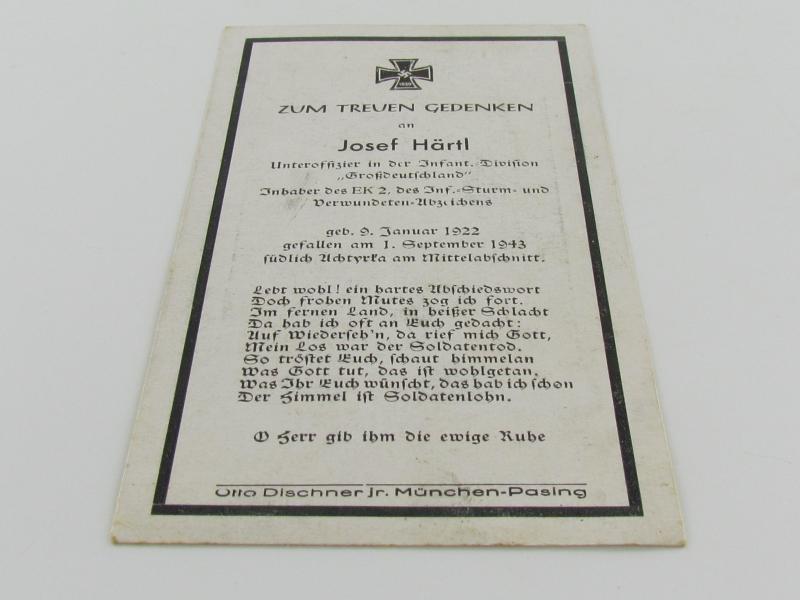 1939
ZUM TREUEN GEDENKEN
an
Josef Härtl
Unteroffizier in der Infant.-Division
„Großdeutschland"
Inhaber des EK 2, des Inf.-Sturm- und
Verwundeten-Abzeichens
geb. 9. Januar 1922
gefallen am 1. September 1943
südlich Achtyrka am Mittelabschnitt.
Lebt wohl! ein hartes Abschiedswort
Doch frohen Mutes zog ich fort.
Im fernen Land, in heißer Schlacht
Da hab ich oft an Euch gedacht:
Auf Wiederseh'n, da rief mich Gott,
Mein Los war der Soldatentod.
So tröstet Euch, schaut himmelan
Was Gott tut, das ist wohlgetan.
Was Ihr Euch wünscht, das hab ich schon
Der Himmel ist Soldatenlohn.
O Herr gib ihm die ewige Ruhe
Otto Dischner jr. München-Pasing